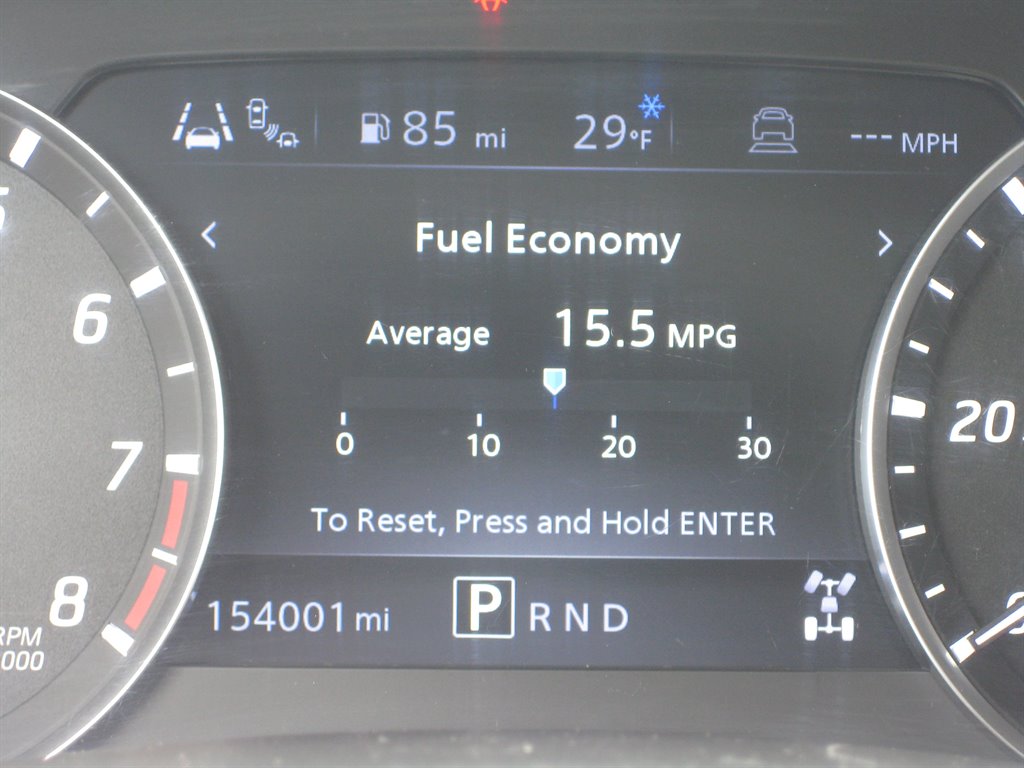 85 mi 29°F --- MPH
Fuel Economy
Average 15.5 MPG
0 10 20 30
To Reset, Press and Hold ENTER
154001 mi P R N D
6
7
8
RPM
000
20